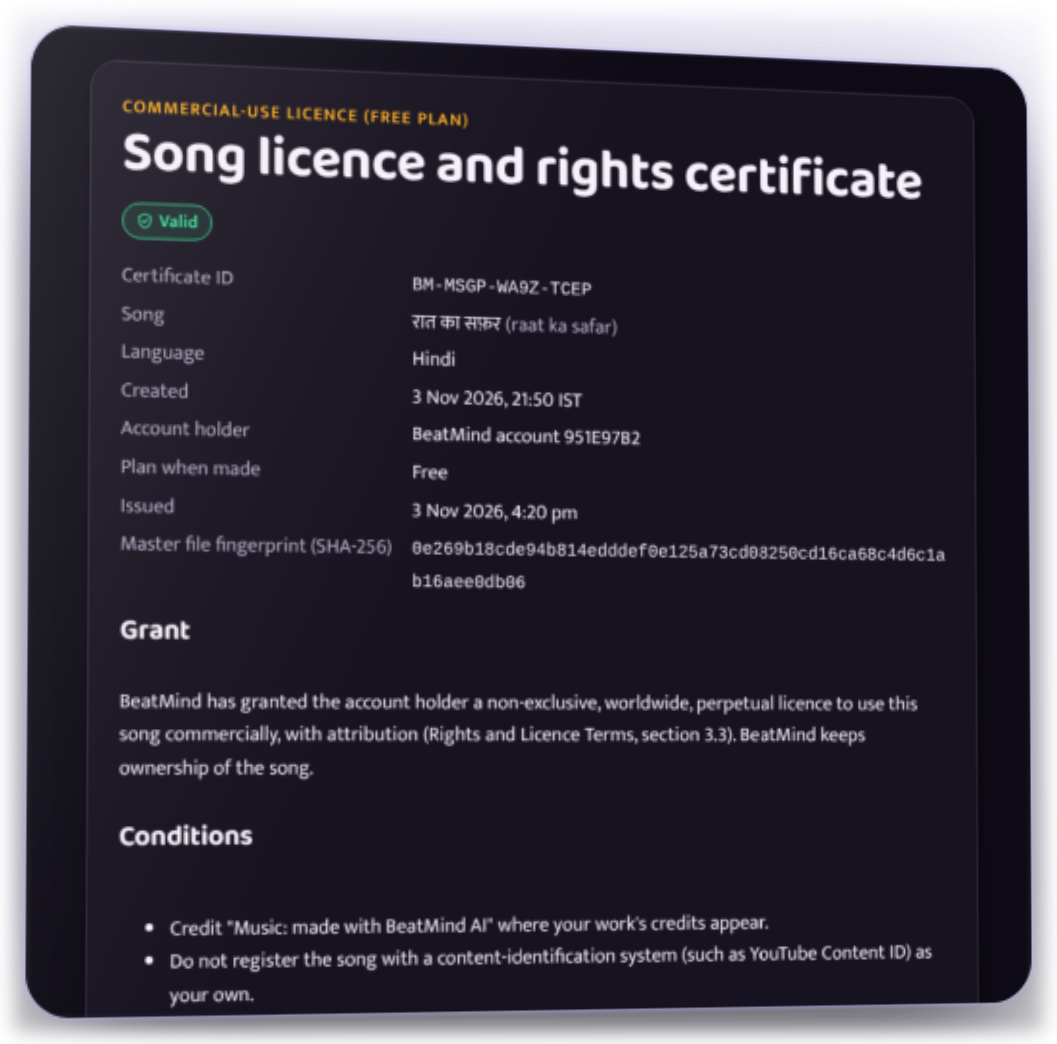 COMMERCIAL-USE LICENCE (FREE PLAN)
Song licence and rights certificate
Valid
Certificate ID BM-MSGP-WA9Z-TCEP
Song रात का सफ़र (raat ka safar)
Language Hindi
Created 3 Nov 2026, 21:50 IST
Account holder BeatMind account 951E97B2
Plan when made Free
Issued 3 Nov 2026, 4:20 pm
Master file fingerprint (SHA-256) 0e269b18cde94b814edddef0e125a73cd08250cd16ca68c4d6c1a
b16aee0db06
Grant
BeatMind has granted the account holder a non-exclusive, worldwide, perpetual licence to use this
song commercially, with attribution (Rights and Licence Terms, section 3.3). BeatMind keeps
ownership of the song.
Conditions
• Credit "Music: made with BeatMind AI" where your work's credits appear.
• Do not register the song with a content-identification system (such as YouTube Content ID) as
your own.